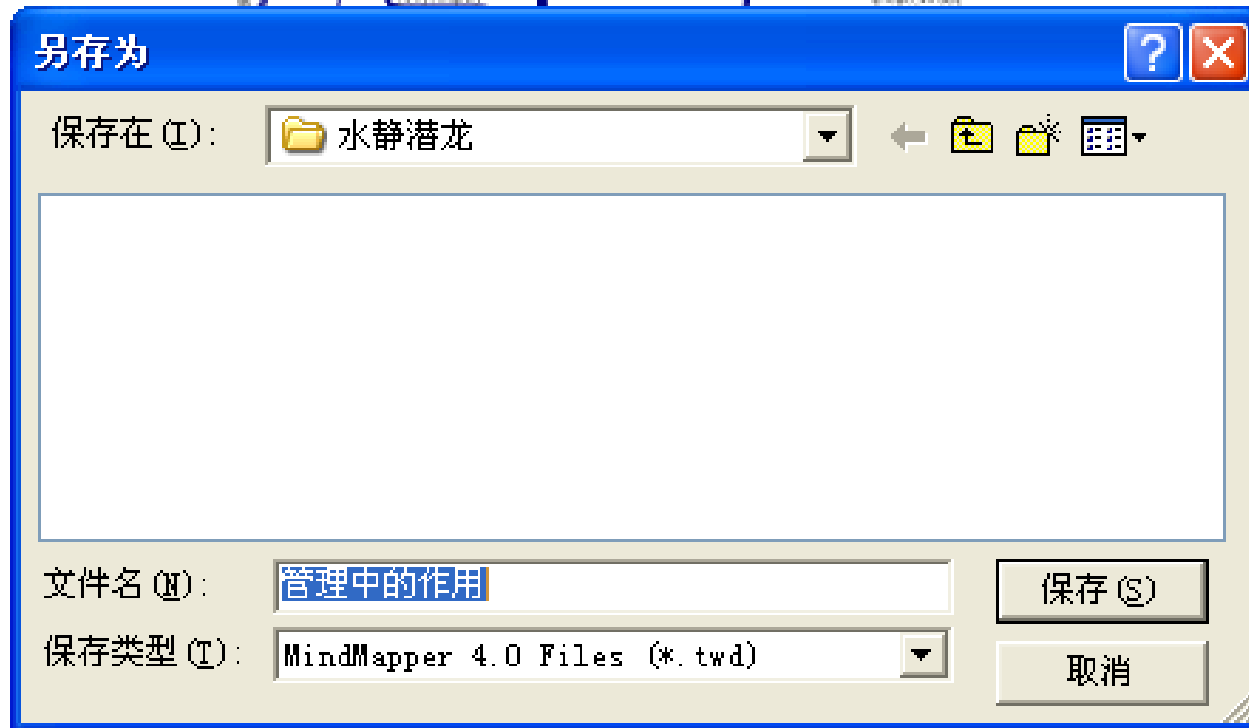 另存为
保存在(I): 水静潜龙
文件名(N): 管理中的作用 保存(S)
保存类型(T): MindMapper 4.0 Files (*.twd) 取消